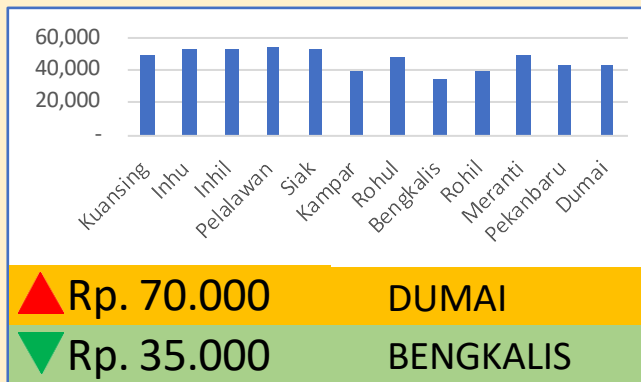 60,000
40,000
20,000
-
Kuansing
Inhu
Inhil
Pelalawan
Siak
Kampar
Rohul
Bengkalis
Rohil
Meranti
Pekanbaru
Dumai
Rp. 70.000 DUMAI
Rp. 35.000 BENGKALIS